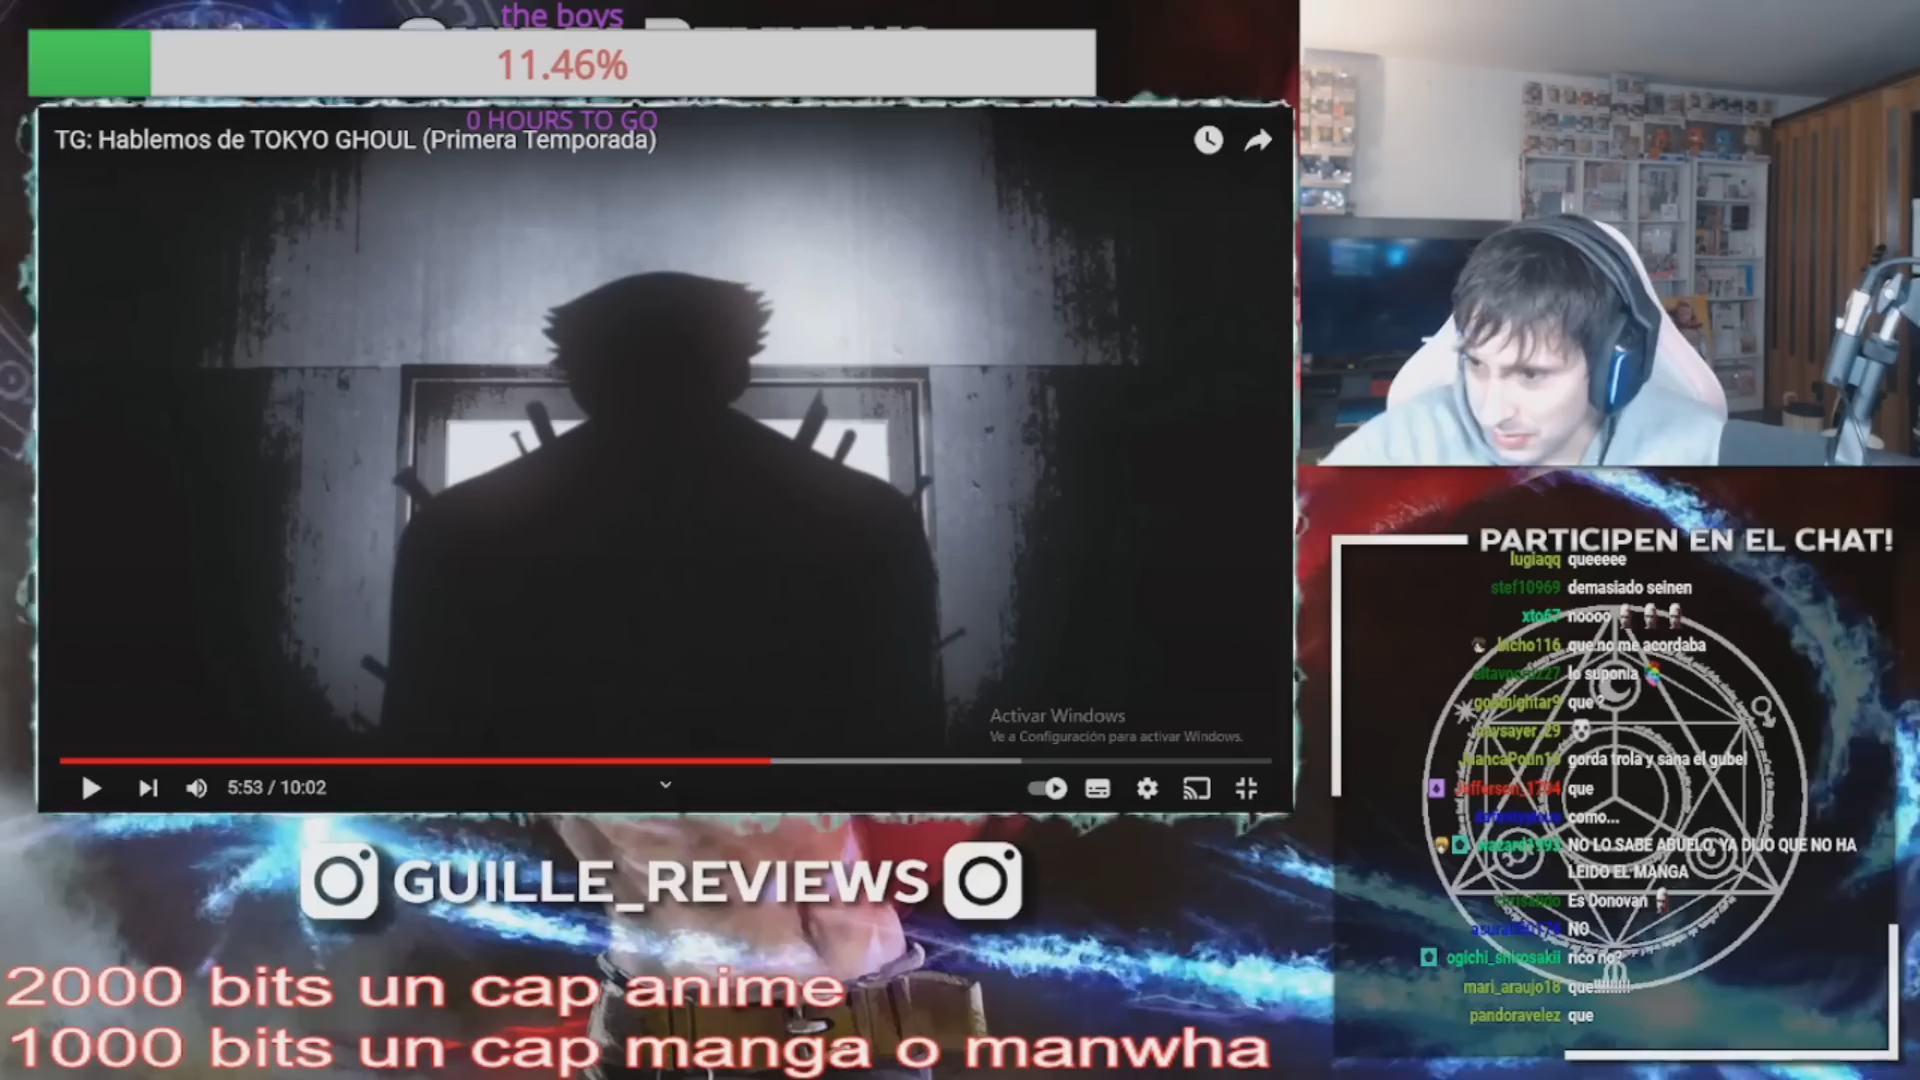 the boys
11.46%
0 HOURS TO GO
TG: Hablemos de TOKYO GHOUL (Primera Temporada)
Activar Windows
Ve a Configuración para activar Windows.
5:53 / 10:02
GUILLE_REVIEWS
2000 bits un cap anime
1000 bits un cap manga o manwha
PARTICIPEN EN EL CHAT!
lugiaqq queeeee
stef10969 demasiado seinen
xto67 noooo
bicho116 que no me acordaba
lo suponia
que ?
gorda trola y sana el gubel
que
como...
NO LO SABE ABUELO, YA DIJO QUE NO HA
LEIDO EL MANGA
Es Donovan
NO
ogichi_shirosakii rico no?
mari_araujo18 que!!!!!!!!!
pandoravelez que